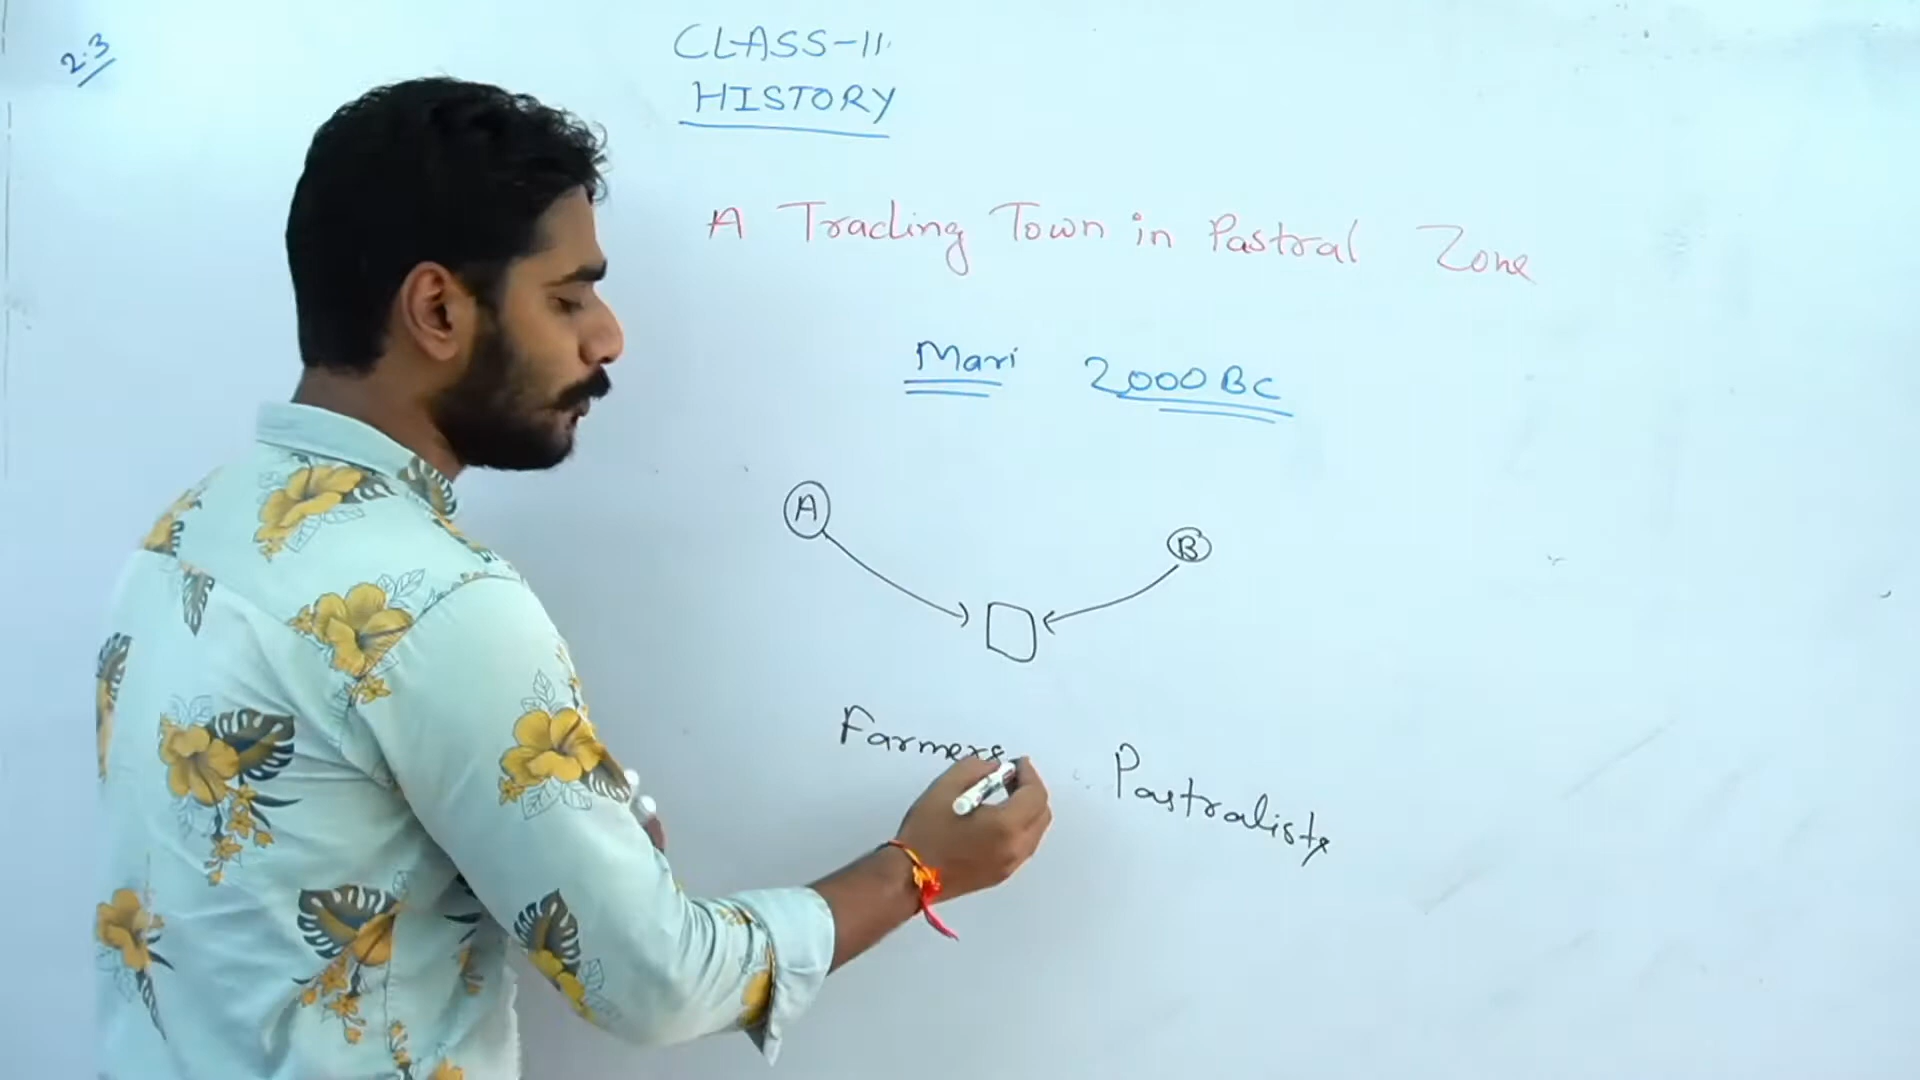 2.3
CLASS-11
HISTORY
A Trading Town in Pastral Zone
Mari 2000 BC
A
B
Farmers Pastralists